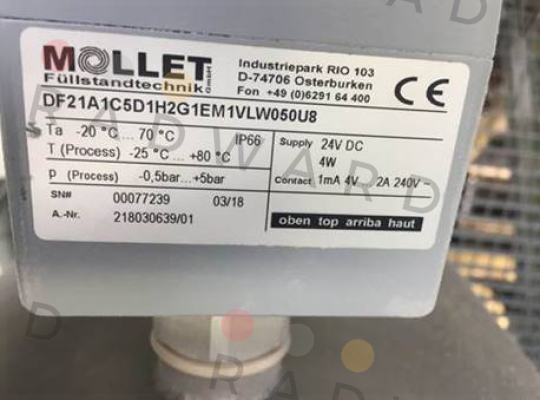 MOLLET
Füllstandtechnik GmbH
Industriepark RIO 103
D-74706 Osterburken
Fon +49 (0)6291 64 400
CE
DF21A1C5D1H2G1EM1VLW050U8
Ta -20 °C ... 70 °C IP66
T (Process) -25 °C ... +80 °C
p (Process) -0,5bar...+5bar
Supply 24V DC
4W
Contact 1mA 4V 2A 240V ~
SN# 00077239 03/18
A.-Nr. 218030639/01
oben top arriba haut
RADWARD
RADWARD